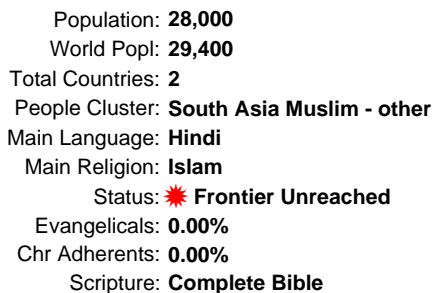 Population: 28,000
World Popl: 29,400
Total Countries: 2
People Cluster: South Asia Muslim - other
Main Language: Hindi
Main Religion: Islam
Status: Frontier Unreached
Evangelicals: 0.00%
Chr Adherents: 0.00%
Scripture: Complete Bible